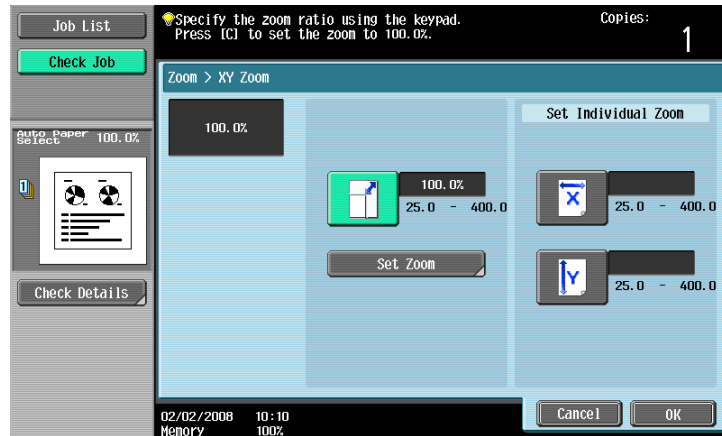 Job List
Check Job
Specify the zoom ratio using the keypad.
Press [C] to set the zoom to 100.0%.
Copies:
1
Zoom > XY Zoom
100.0%
Set Individual Zoom
Auto Paper
Select
100.0%
1
100.0%
25.0 - 400.0
X
25.0 - 400.0
Set Zoom
Y
25.0 - 400.0
Check Details
02/02/2008 10:10
Memory 100%
Cancel
OK